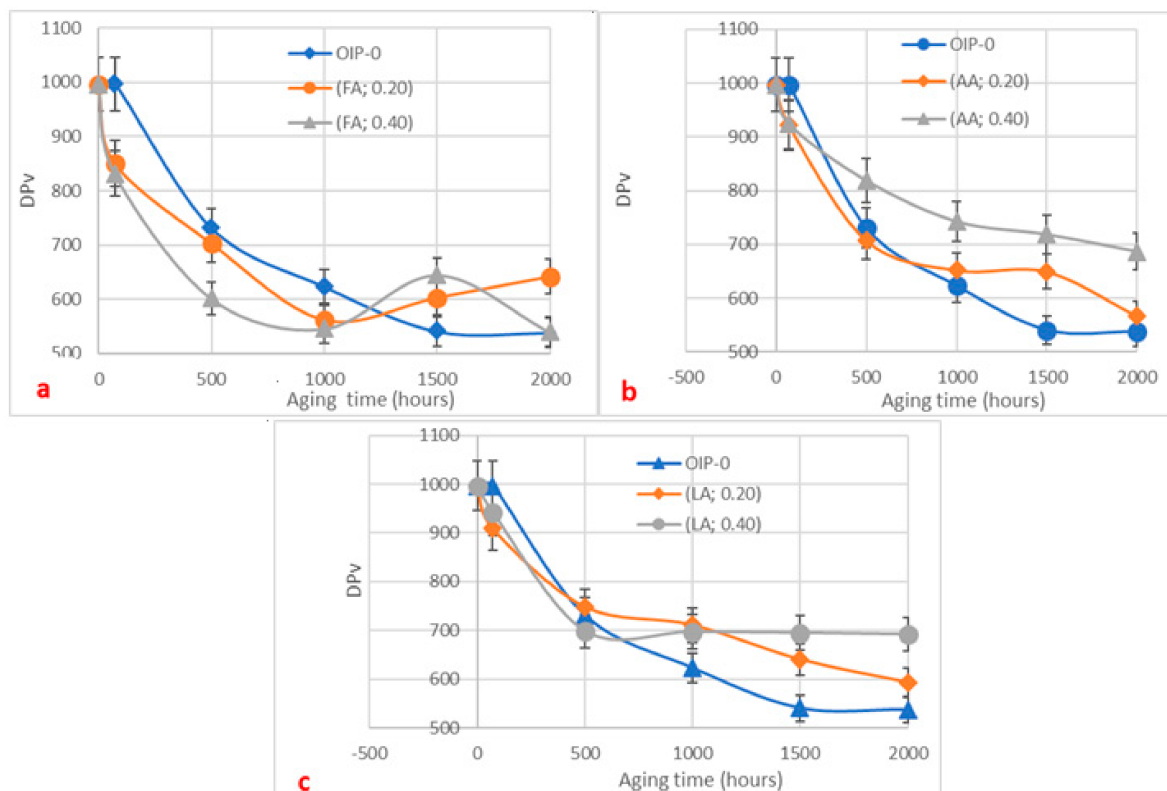 1100
1000
900
800
700
600
500
DPv
OIP-0
(FA; 0.20)
(FA; 0.40)
0
500
1000
1500
2000
Aging time (hours)
a
1100
1000
900
800
700
600
500
DPv
OIP-0
(AA; 0.20)
(AA; 0.40)
-500
0
500
1000
1500
2000
Aging time (hours)
b
1100
1000
900
800
700
600
500
DPv
OIP-0
(LA; 0.20)
(LA; 0.40)
-500
0
500
1000
1500
2000
Aging time (hours)
c